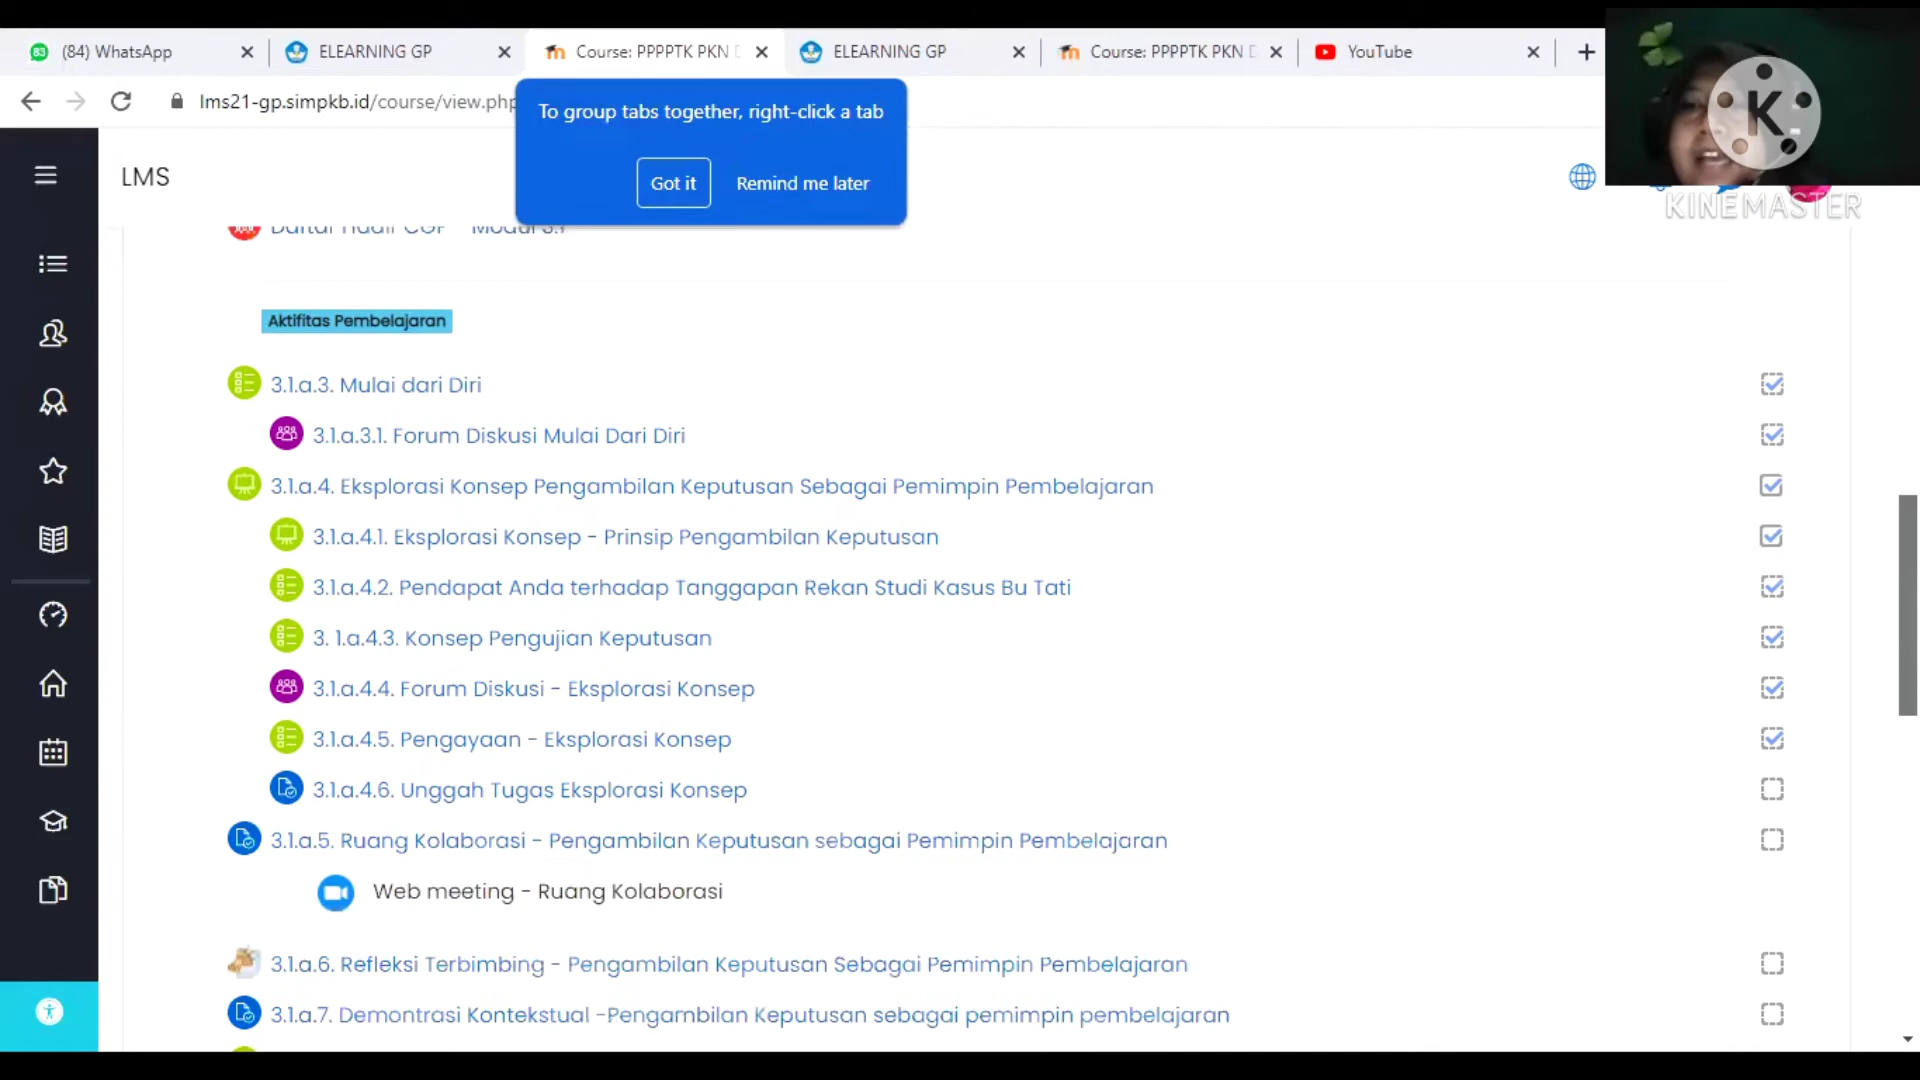 (84) WhatsApp
ELEARNING GP
Course: PPPPTK PKN
ELEARNING GP
Course: PPPPTK PKN
YouTube
lms21-gp.simpkb.id/course/view.php
To group tabs together, right-click a tab
Got it
Remind me later
K
KINEMASTER
LMS
Daftar Hadir CGP - Modul 3.1
Aktifitas Pembelajaran
3.1.a.3. Mulai dari Diri
3.1.a.3.1. Forum Diskusi Mulai Dari Diri
3.1.a.4. Eksplorasi Konsep Pengambilan Keputusan Sebagai Pemimpin Pembelajaran
3.1.a.4.1. Eksplorasi Konsep - Prinsip Pengambilan Keputusan
3.1.a.4.2. Pendapat Anda terhadap Tanggapan Rekan Studi Kasus Bu Tati
3. 1.a.4.3. Konsep Pengujian Keputusan
3.1.a.4.4. Forum Diskusi - Eksplorasi Konsep
3.1.a.4.5. Pengayaan - Eksplorasi Konsep
3.1.a.4.6. Unggah Tugas Eksplorasi Konsep
3.1.a.5. Ruang Kolaborasi - Pengambilan Keputusan sebagai Pemimpin Pembelajaran
Web meeting - Ruang Kolaborasi
3.1.a.6. Refleksi Terbimbing - Pengambilan Keputusan Sebagai Pemimpin Pembelajaran
3.1.a.7. Demontrasi Kontekstual -Pengambilan Keputusan sebagai pemimpin pembelajaran